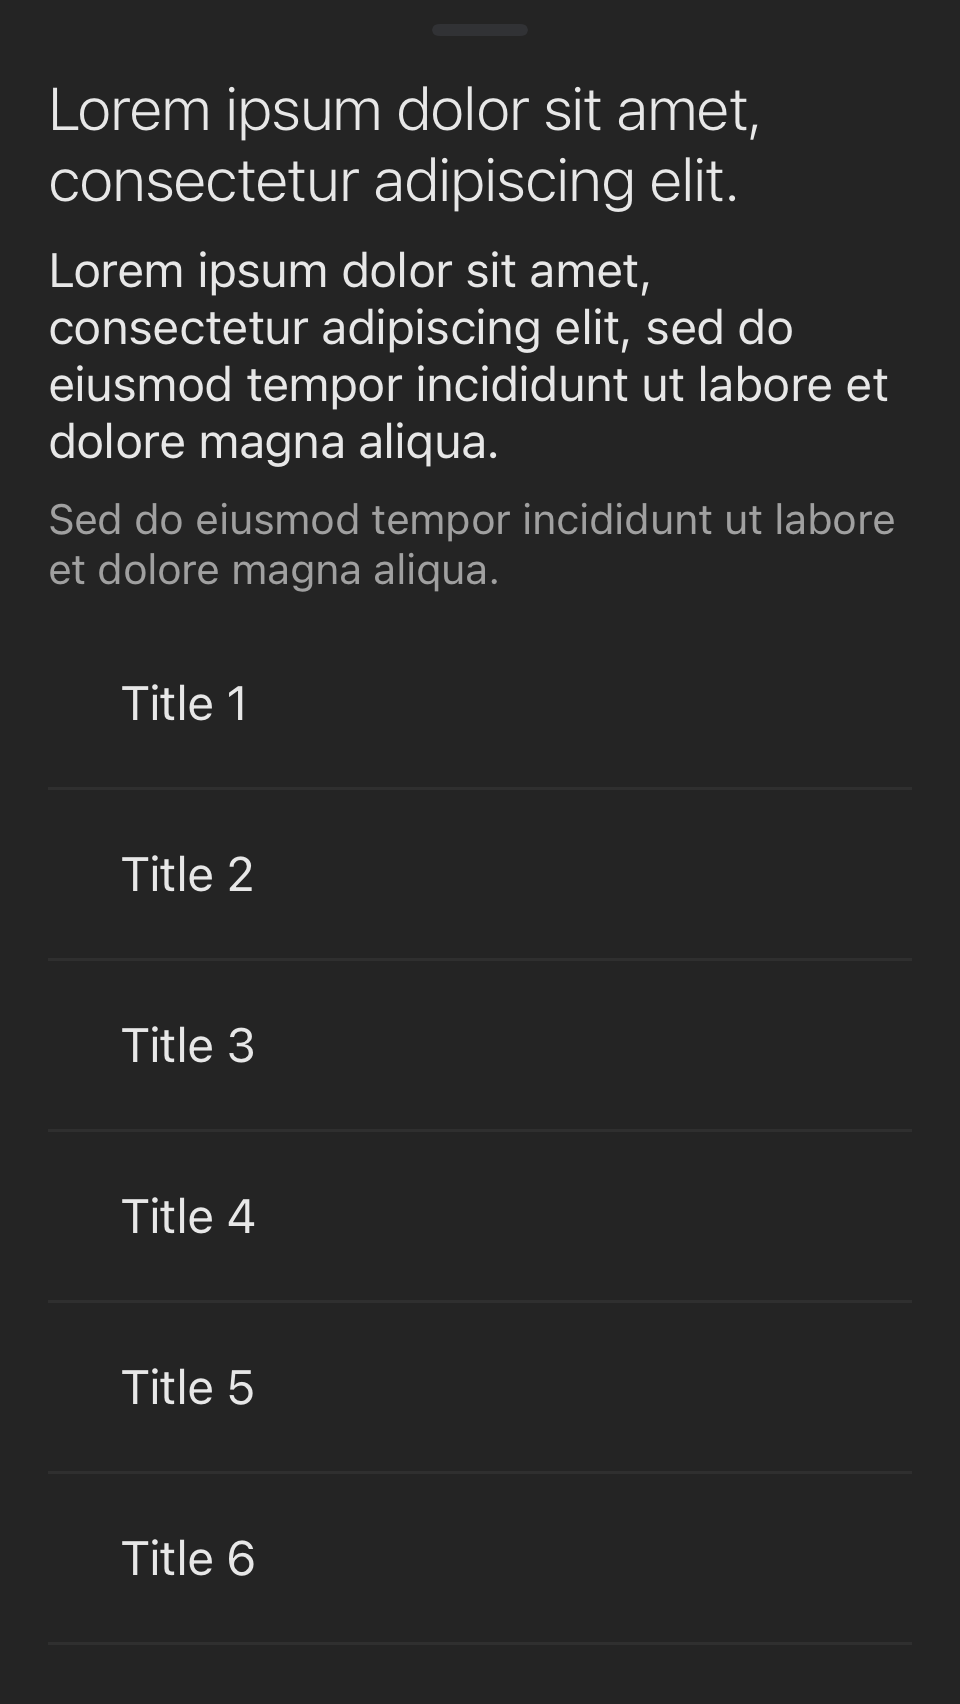 Lorem ipsum dolor sit amet,
consectetur adipiscing elit.
Lorem ipsum dolor sit amet,
consectetur adipiscing elit, sed do
eiusmod tempor incididunt ut labore et
dolore magna aliqua.
Sed do eiusmod tempor incididunt ut labore
et dolore magna aliqua.
Title 1
Title 2
Title 3
Title 4
Title 5
Title 6